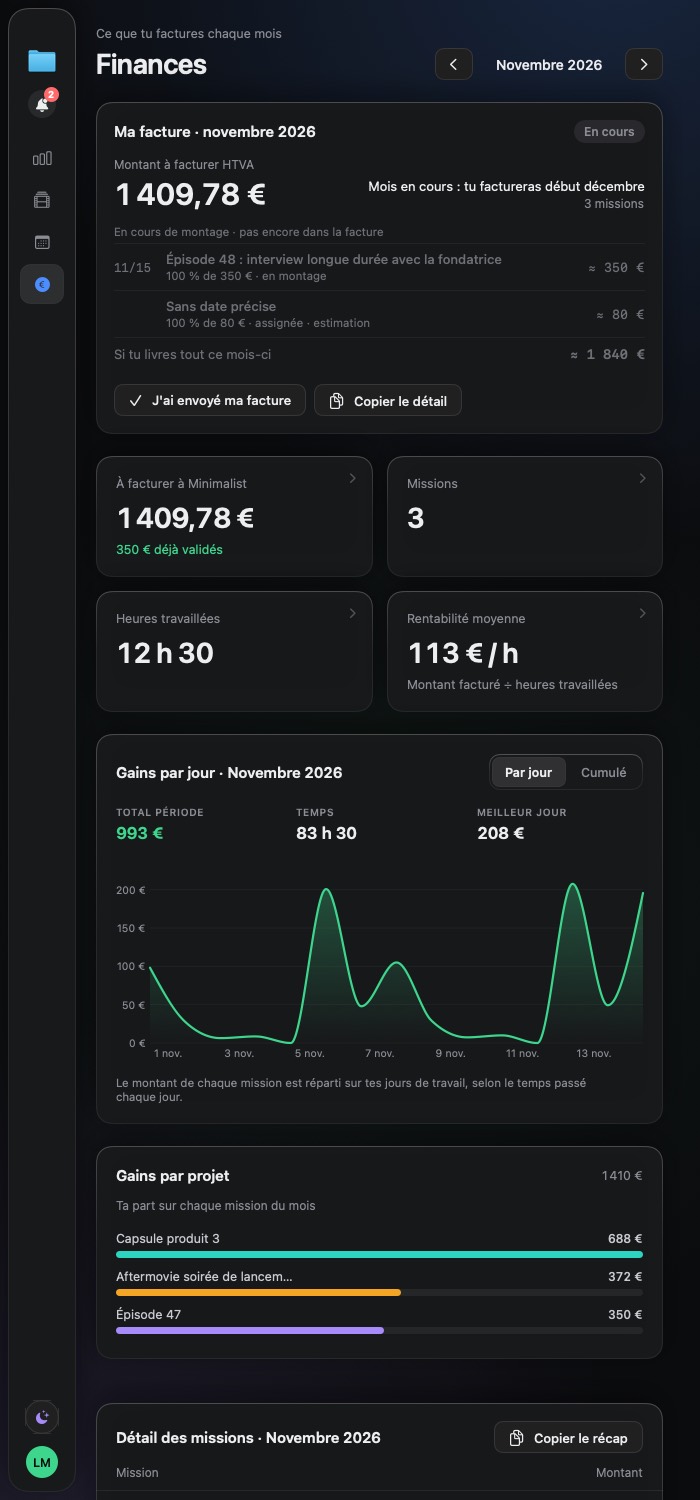 Ce que tu factures chaque mois
Finances
Novembre 2026
2
Ma facture · novembre 2026
En cours
Montant à facturer HTVA
1 409,78 €
Mois en cours : tu factureras début décembre
3 missions
En cours de montage · pas encore dans la facture
11/15 Épisode 48 : interview longue durée avec la fondatrice ≈ 350 €
100 % de 350 € · en montage
Sans date précise ≈ 80 €
100 % de 80 € · assignée · estimation
Si tu livres tout ce mois-ci ≈ 1 840 €
J'ai envoyé ma facture
Copier le détail
À facturer à Minimalist
1 409,78 €
350 € déjà validés
Missions
3
Heures travaillées
12 h 30
Rentabilité moyenne
113 € / h
Montant facturé ÷ heures travaillées
Gains par jour · Novembre 2026
Par jour
Cumulé
TOTAL PÉRIODE
993 €
TEMPS
83 h 30
MEILLEUR JOUR
208 €
200 €
150 €
100 €
50 €
0 €
1 nov. 3 nov. 5 nov. 7 nov. 9 nov. 11 nov. 13 nov.
Le montant de chaque mission est réparti sur tes jours de travail, selon le temps passé
chaque jour.
Gains par projet 1 410 €
Ta part sur chaque mission du mois
Capsule produit 3 688 €
Aftermovie soirée de lancem... 372 €
Épisode 47 350 €
Détail des missions · Novembre 2026
Copier le récap
Mission Montant
LM